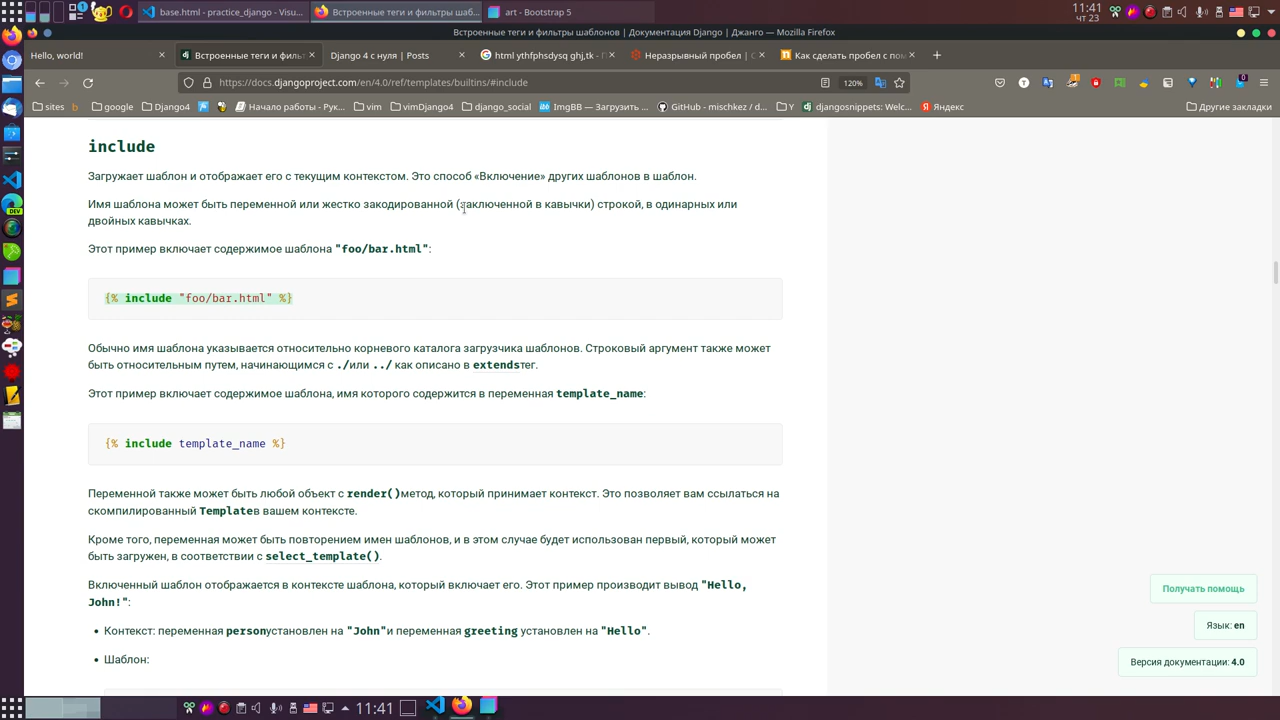 base.html - practice_django - Visu...
Встроенные теги и фильтры шаб...
art - Bootstrap 5
11:41
чт 23
Встроенные теги и фильтры шаблонов | Документация Django | Джанго — Mozilla Firefox
Hello, world!
Встроенные теги и фильт
Django 4 с нуля | Posts
html ythfphsdysq ghj,tk - П
Неразрывный пробел | С
Как сделать пробел с пом
https://docs.djangoproject.com/en/4.0/ref/templates/builtins/#include
120%
sites
google
Django4
Начало работы - Рук...
vim
vimDjango4
django_social
ImgBB — Загрузить ...
GitHub - mischkez / d...
Y
djangosnippets: Welc...
Яндекс
Другие закладки
include
Загружает шаблон и отображает его с текущим контекстом. Это способ «Включение» других шаблонов в шаблон.
Имя шаблона может быть переменной или жестко закодированной (заключенной в кавычки) строкой, в одинарных или
двойных кавычках.
Этот пример включает содержимое шаблона "foo/bar.html":
{% include "foo/bar.html" %}
Обычно имя шаблона указывается относительно корневого каталога загрузчика шаблонов. Строковый аргумент также может
быть относительным путем, начинающимся с ./или ../ как описано в extendsтег.
Этот пример включает содержимое шаблона, имя которого содержится в переменная template_name:
{% include template_name %}
Переменной также может быть любой объект с render()метод, который принимает контекст. Это позволяет вам ссылаться на
скомпилированный Templateв вашем контексте.
Кроме того, переменная может быть повторением имен шаблонов, и в этом случае будет использован первый, который может
быть загружен, в соответствии с select_template().
Включенный шаблон отображается в контексте шаблона, который включает его. Этот пример производит вывод "Hello,
John!":
• Контекст: переменная personустановлен на "John"и переменная greeting установлен на "Hello".
• Шаблон:
Получать помощь
Язык: en
Версия документации: 4.0
DEV
11:41